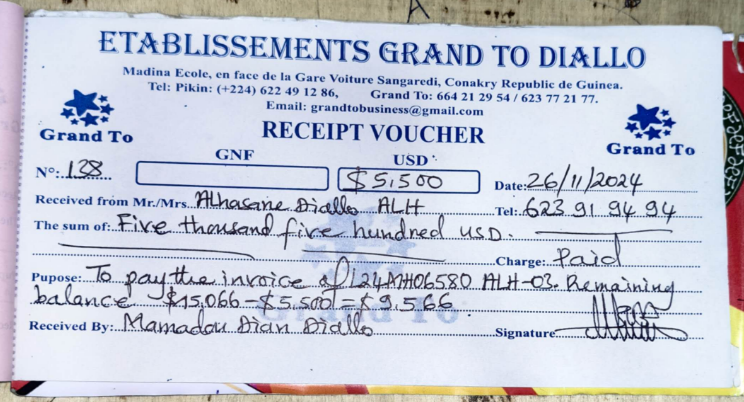 ETABLISSEMENTS GRAND TO DIALLO
Madina Ecole, en face de la Gare Voiture Sangaredi, Conakry Republic de Guinea.
Tel: Pikin: (+224) 622 49 12 86, Grand To: 664 21 29 54 / 623 77 21 77.
Email: grandtobusiness@gmail.com
Grand To
RECEIPT VOUCHER
Grand To
GNF USD
Nº: 138 $5,500 Date: 26/11/2024
Received from Mr./Mrs Alhasane Diallo ALH Tel: 623 91 94 94
The sum of: Five thousand five hundred USD.
Charge: Paid
Pupose: To pay the invoice of L24AHH06580 ALH-03. Remaining
balance $15,066-$5,500=$9,566
Grand To
Received By: Mamadou Dian Diallo Signature